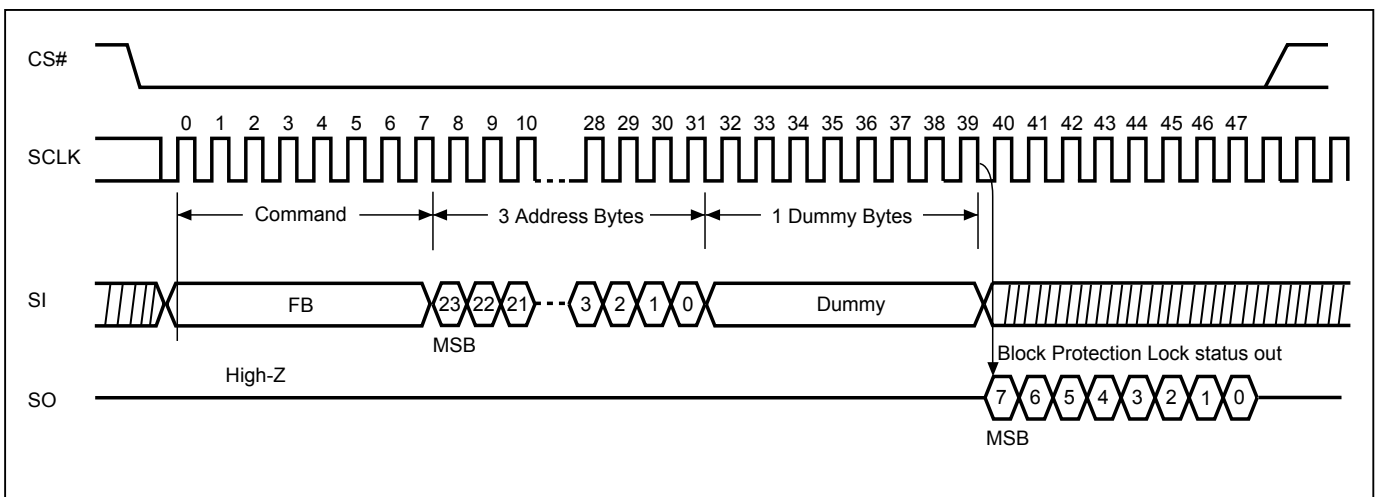 CS#
0 1 2 3 4 5 6 7 8 9 10 28 29 30 31 32 33 34 35 36 37 38 39 40 41 42 43 44 45 46 47
SCLK
Command 3 Address Bytes 1 Dummy Bytes
SI FB 23 22 21 3 2 1 0 Dummy
MSB
Block Protection Lock status out
High-Z
SO 7 6 5 4 3 2 1 0
MSB